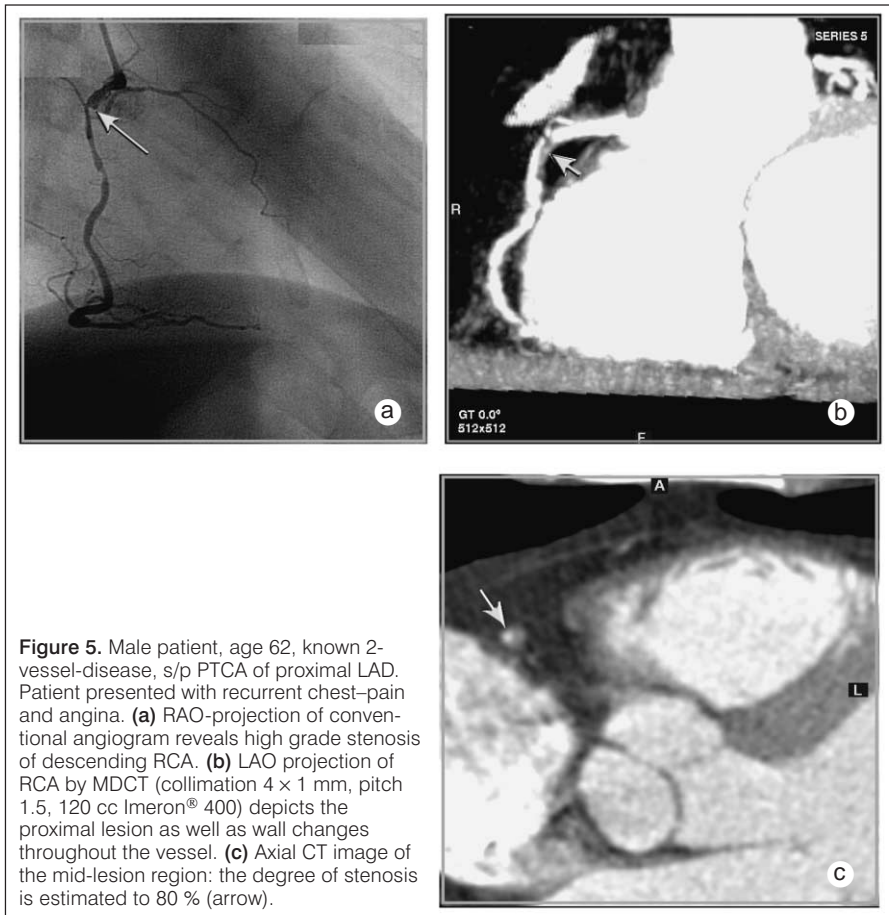 a
SERIES 5
R
GT 0.0°
512x512
F
b
A
L
c
Figure 5. Male patient, age 62, known 2-
vessel-disease, s/p PTCA of proximal LAD.
Patient presented with recurrent chest–pain
and angina. (a) RAO-projection of conven-
tional angiogram reveals high grade stenosis
of descending RCA. (b) LAO projection of
RCA by MDCT (collimation 4 × 1 mm, pitch
1.5, 120 cc Imeron® 400) depicts the
proximal lesion as well as wall changes
throughout the vessel. (c) Axial CT image of
the mid-lesion region: the degree of stenosis
is estimated to 80 % (arrow).